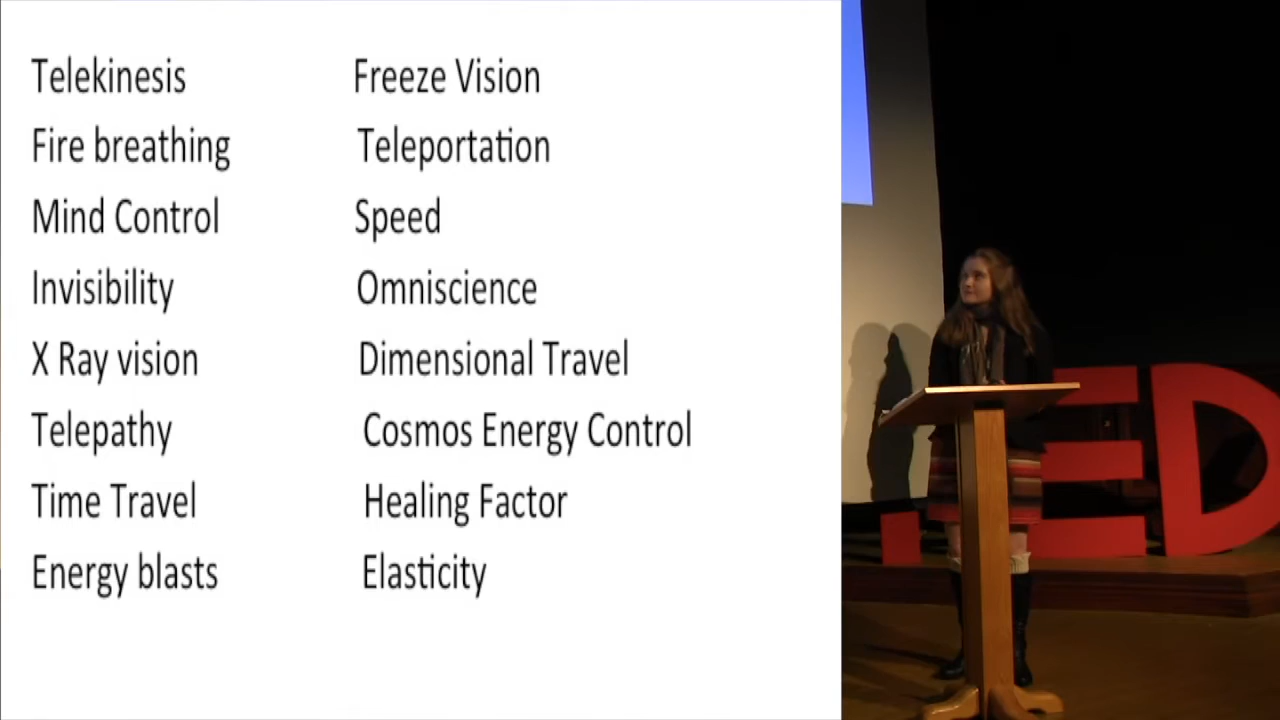 Telekinesis
Fire breathing
Mind Control
Invisibility
X Ray vision
Telepathy
Time Travel
Energy blasts
Freeze Vision
Teleportation
Speed
Omniscience
Dimensional Travel
Cosmos Energy Control
Healing Factor
Elasticity
TED